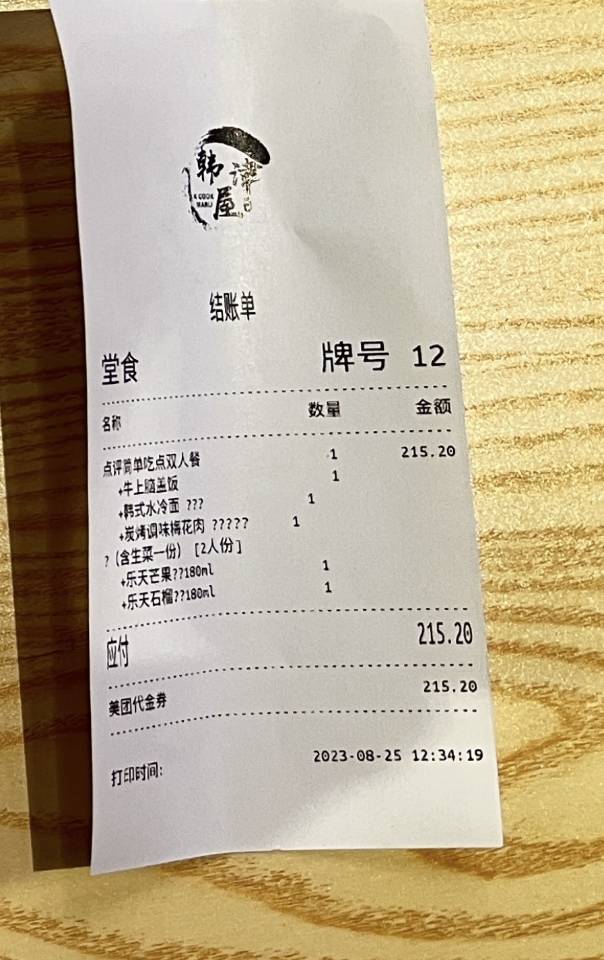 韩
屋
K COOK
结账单
堂食 牌号 12
名称 数量 金额
点评简单吃点双人餐 1 215.20
+牛上脑盖饭 1
+韩式水冷面 ??? 1
+炭烤调味梅花肉 ????? 1
?(含生菜一份) [2人份]
+乐天芒果??180ml 1
+乐天石榴??180ml 1
应付 215.20
美团代金券 215.20
打印时间: 2023-08-25 12:34:19